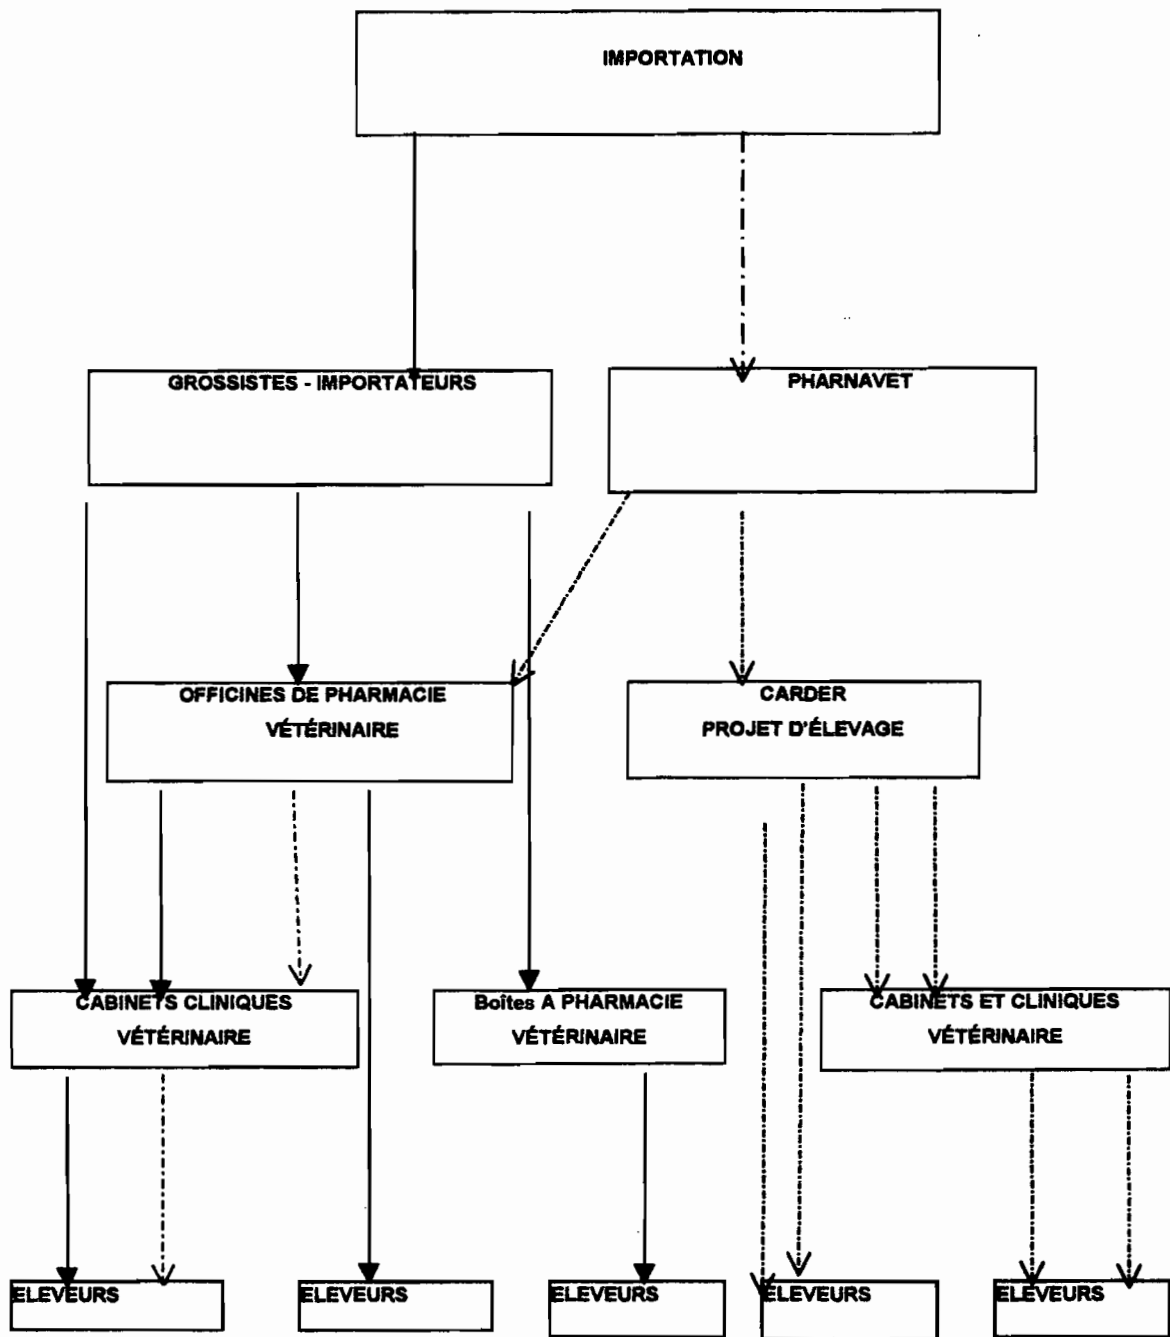 IMPORTATION
GROSSISTES - IMPORTATEURS
PHARNAVET
OFFICINES DE PHARMACIE
VÉTÉRINAIRE
CARDER
PROJET D'ÉLEVAGE
CABINETS CLINIQUES
VÉTÉRINAIRE
Boîtes A PHARMACIE
VÉTÉRINAIRE
CABINETS ET CLINIQUES
VÉTÉRINAIRE
ELEVEURS
ELEVEURS
ELEVEURS
ELEVEURS
ELEVEURS